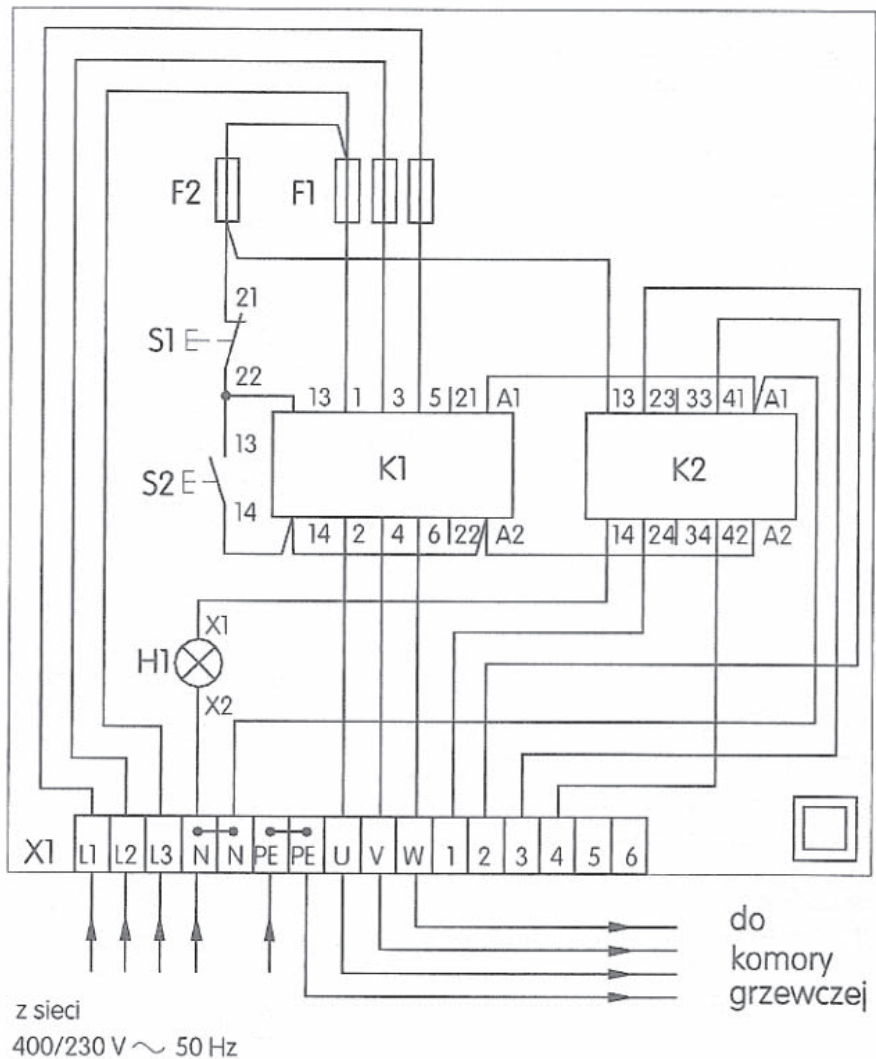 F2 F1
21
S1
22
13 1 3 5 21 A1
13 23 33 41 A1
13
K1
K2
S2
14
14 2 4 6 22 A2
14 24 34 42 A2
X1
H1
X2
X1 L1 L2 L3 N N PE PE U V W 1 2 3 4 5 6
do
komory
grzewczej
z sieci
400/230 V ~ 50 Hz